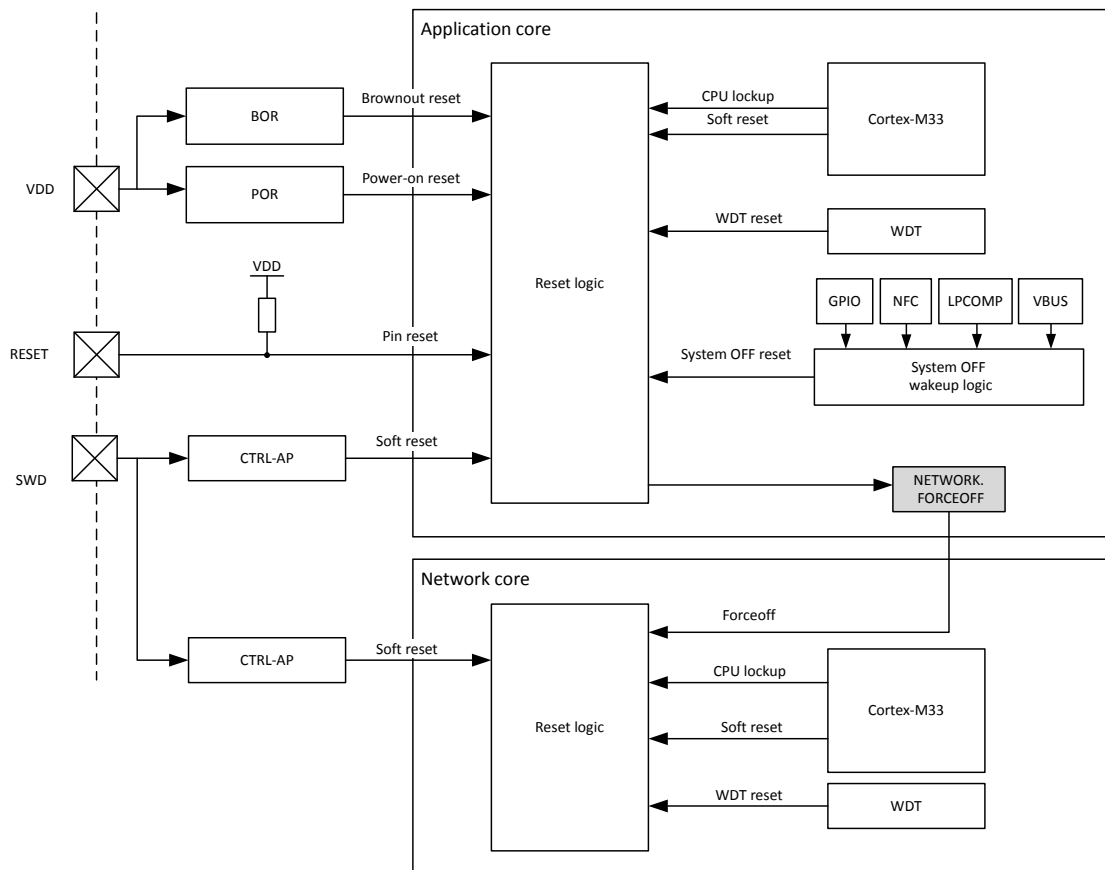 Application core
Brownout reset
BOR
CPU lockup
Soft reset
Cortex-M33
VDD
POR
Power-on reset
WDT reset
WDT
VDD
Reset logic
GPIO
NFC
LPCOMP
VBUS
RESET
Pin reset
System OFF reset
System OFF
wakeup logic
SWD
CTRL-AP
Soft reset
NETWORK.
FORCEOFF
Network core
Forceoff
CTRL-AP
Soft reset
CPU lockup
Cortex-M33
Reset logic
Soft reset
WDT reset
WDT